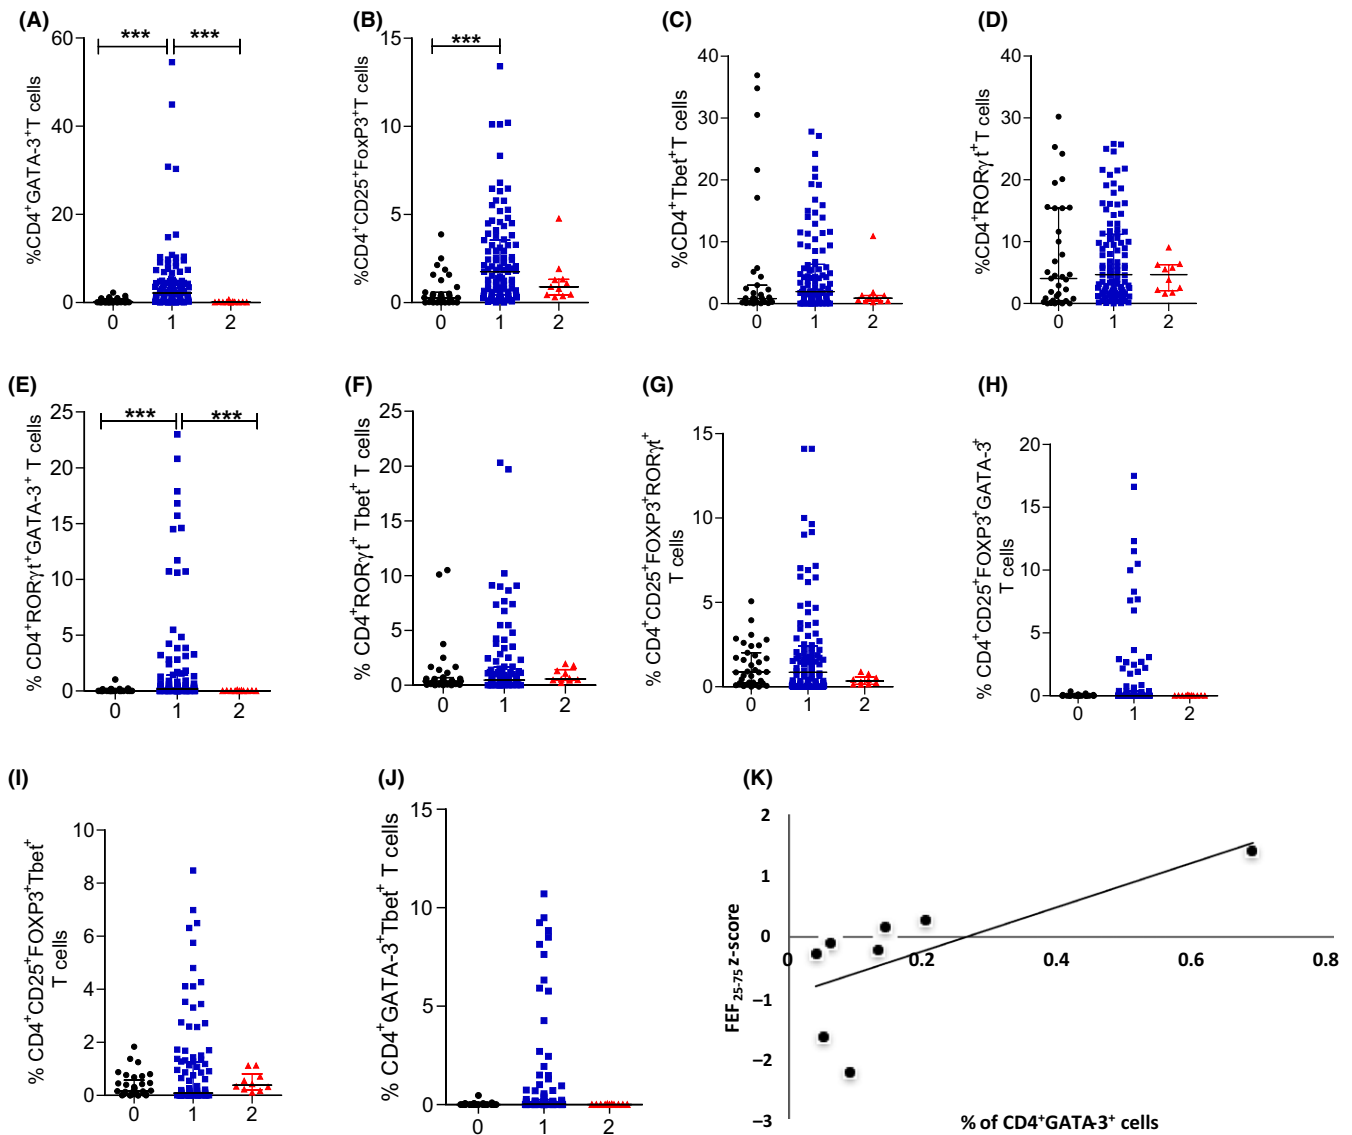 (A)
*** ***
%CD4+GATA-3+T cells
60
40
20
0
0 1 2
(B)
***
%CD4+CD25+FoxP3+T cells
15
10
5
0
0 1 2
(C)
%CD4+Tbet+T cells
40
30
20
10
0
0 1 2
(D)
%CD4+RORγt+T cells
40
30
20
10
0
0 1 2
(E)
*** ***
% CD4+RORγt+GATA-3+ T cells
25
20
15
10
5
0
0 1 2
(F)
% CD4+RORγt+ Tbet+ T cells
25
20
15
10
5
0
0 1 2
(G)
% CD4+CD25+FOXP3+RORγt+
T cells
15
10
5
0
0 1 2
(H)
% CD4+CD25+FOXP3+GATA-3+
T cells
20
15
10
5
0
0 1 2
(I)
% CD4+CD25+FOXP3+Tbet+
T cells
10
8
6
4
2
0
0 1 2
(J)
% CD4+GATA-3+Tbet+ T cells
15
10
5
0
0 1 2
(K)
FEF25-75 z-score
2
1
0
−1
−2
−3
0 0.2 0.4 0.6 0.8
% of CD4+GATA-3+ cells